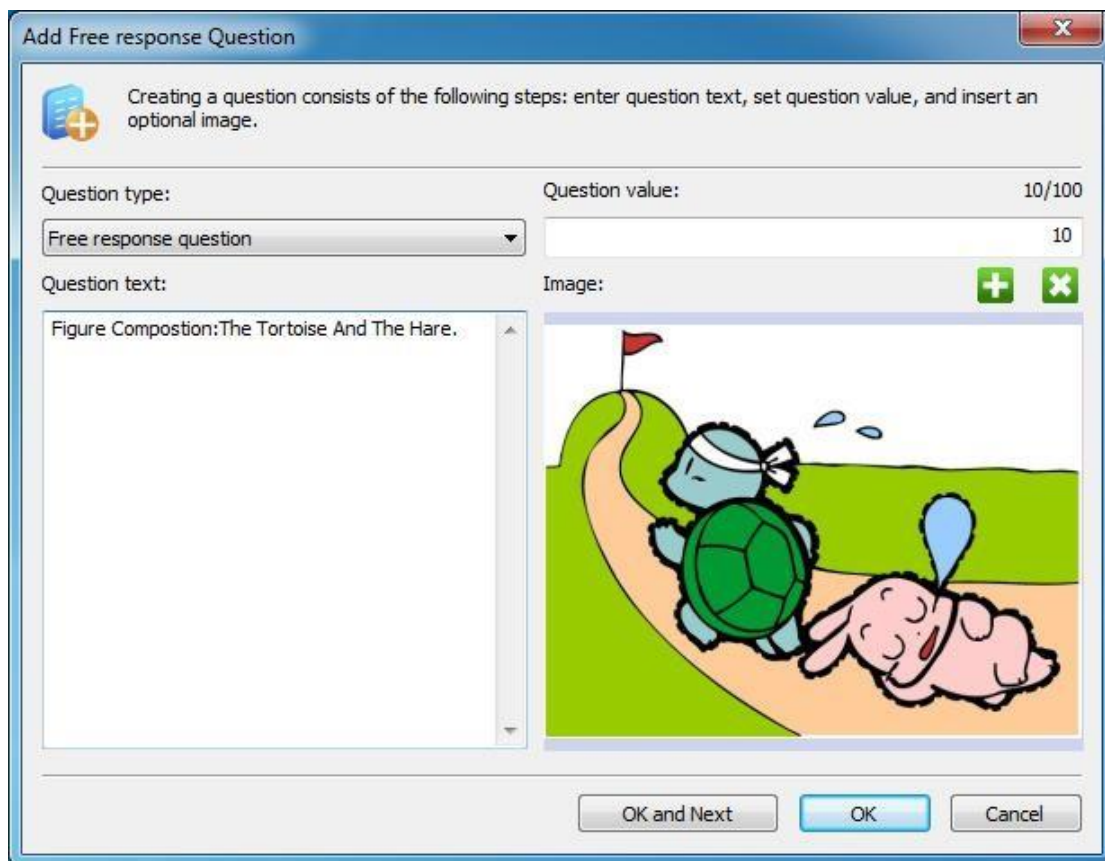 Add Free response Question
Creating a question consists of the following steps: enter question text, set question value, and insert an
optional image.
Question type:
Question value:
10/100
Free response question
10
Question text:
Image:
Figure Compostion:The Tortoise And The Hare.
OK and Next
OK
Cancel